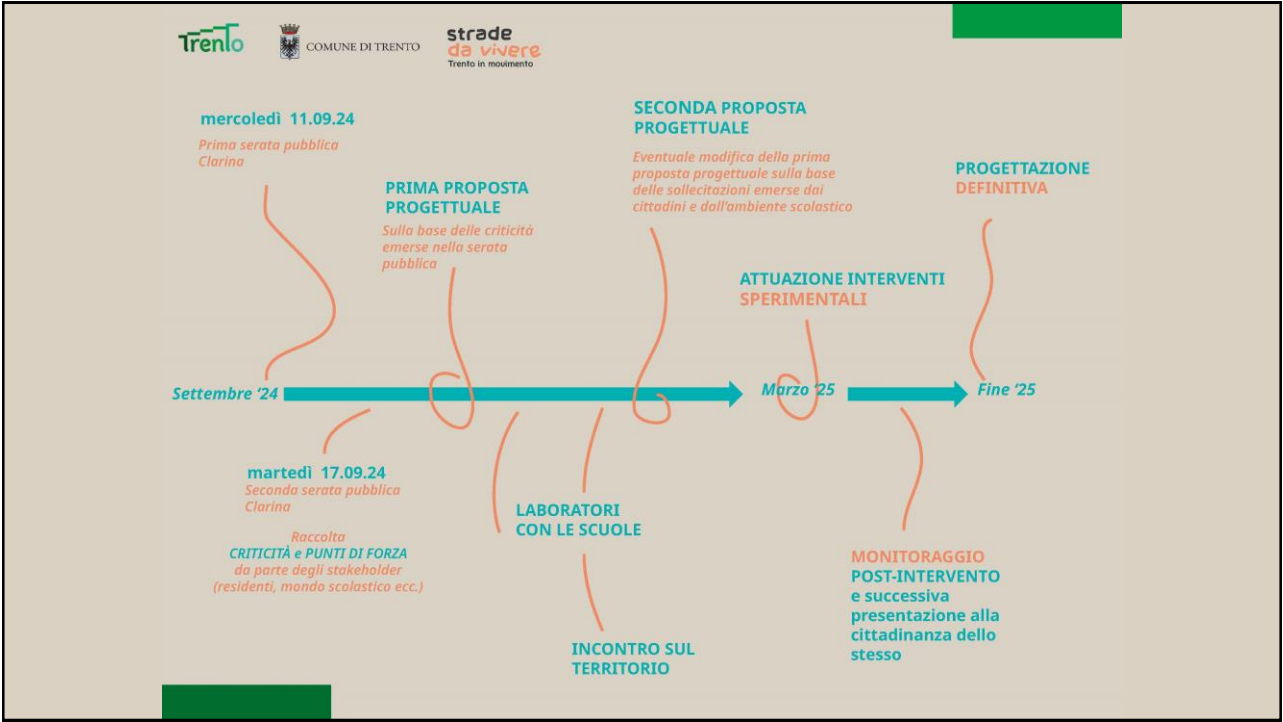 Trento
COMUNE DI TRENTO
strade
da vivere
Trento in movimento
mercoledì 11.09.24
Prima serata pubblica
Clarina
PRIMA PROPOSTA
PROGETTUALE
Sulla base delle criticità
emerse nella serata
pubblica
SECONDA PROPOSTA
PROGETTUALE
Eventuale modifica della prima
proposta progettuale sulla base
delle sollecitazioni emerse dai
cittadini e dall'ambiente scolastico
ATTUAZIONE INTERVENTI
SPERIMENTALI
PROGETTAZIONE
DEFINITIVA
Settembre ‘24
Marzo ‘25
Fine ‘25
martedì 17.09.24
Seconda serata pubblica
Clarina
Raccolta
CRITICITÀ e PUNTI DI FORZA
da parte degli stakeholder
(residenti, mondo scolastico ecc.)
LABORATORI
CON LE SCUOLE
INCONTRO SUL
TERRITORIO
MONITORAGGIO
POST-INTERVENTO
e successiva
presentazione alla
cittadinanza dello
stesso